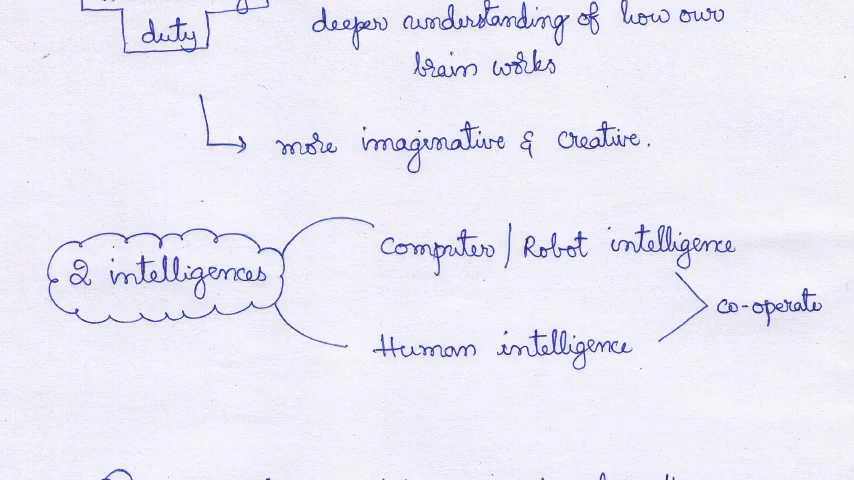 duty
deeper understanding of how our
brain works
more imaginative & creative.
2 intelligences
Computer / Robot intelligence
co-operate
Human intelligence